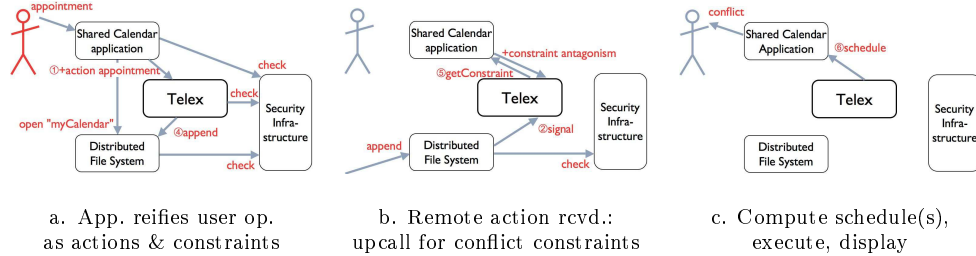 appointment
Shared Calendar
application
①+action appointment
check
Telex
check
open "myCalendar"
④append
Distributed
File System
check
Security
Infra-
structure
a. App. reifies user op.
as actions & constraints
Shared Calendar
application
+constraint antagonism
⑤getConstraint
Telex
②signal
append
Distributed
File System
check
Security
Infra-
structure
b. Remote action rcvd.:
upcall for conflict constraints
conflict
Shared Calendar
Application
⑥schedule
Telex
Distributed
File System
Security
Infra-
structure
c. Compute schedule(s),
execute, display